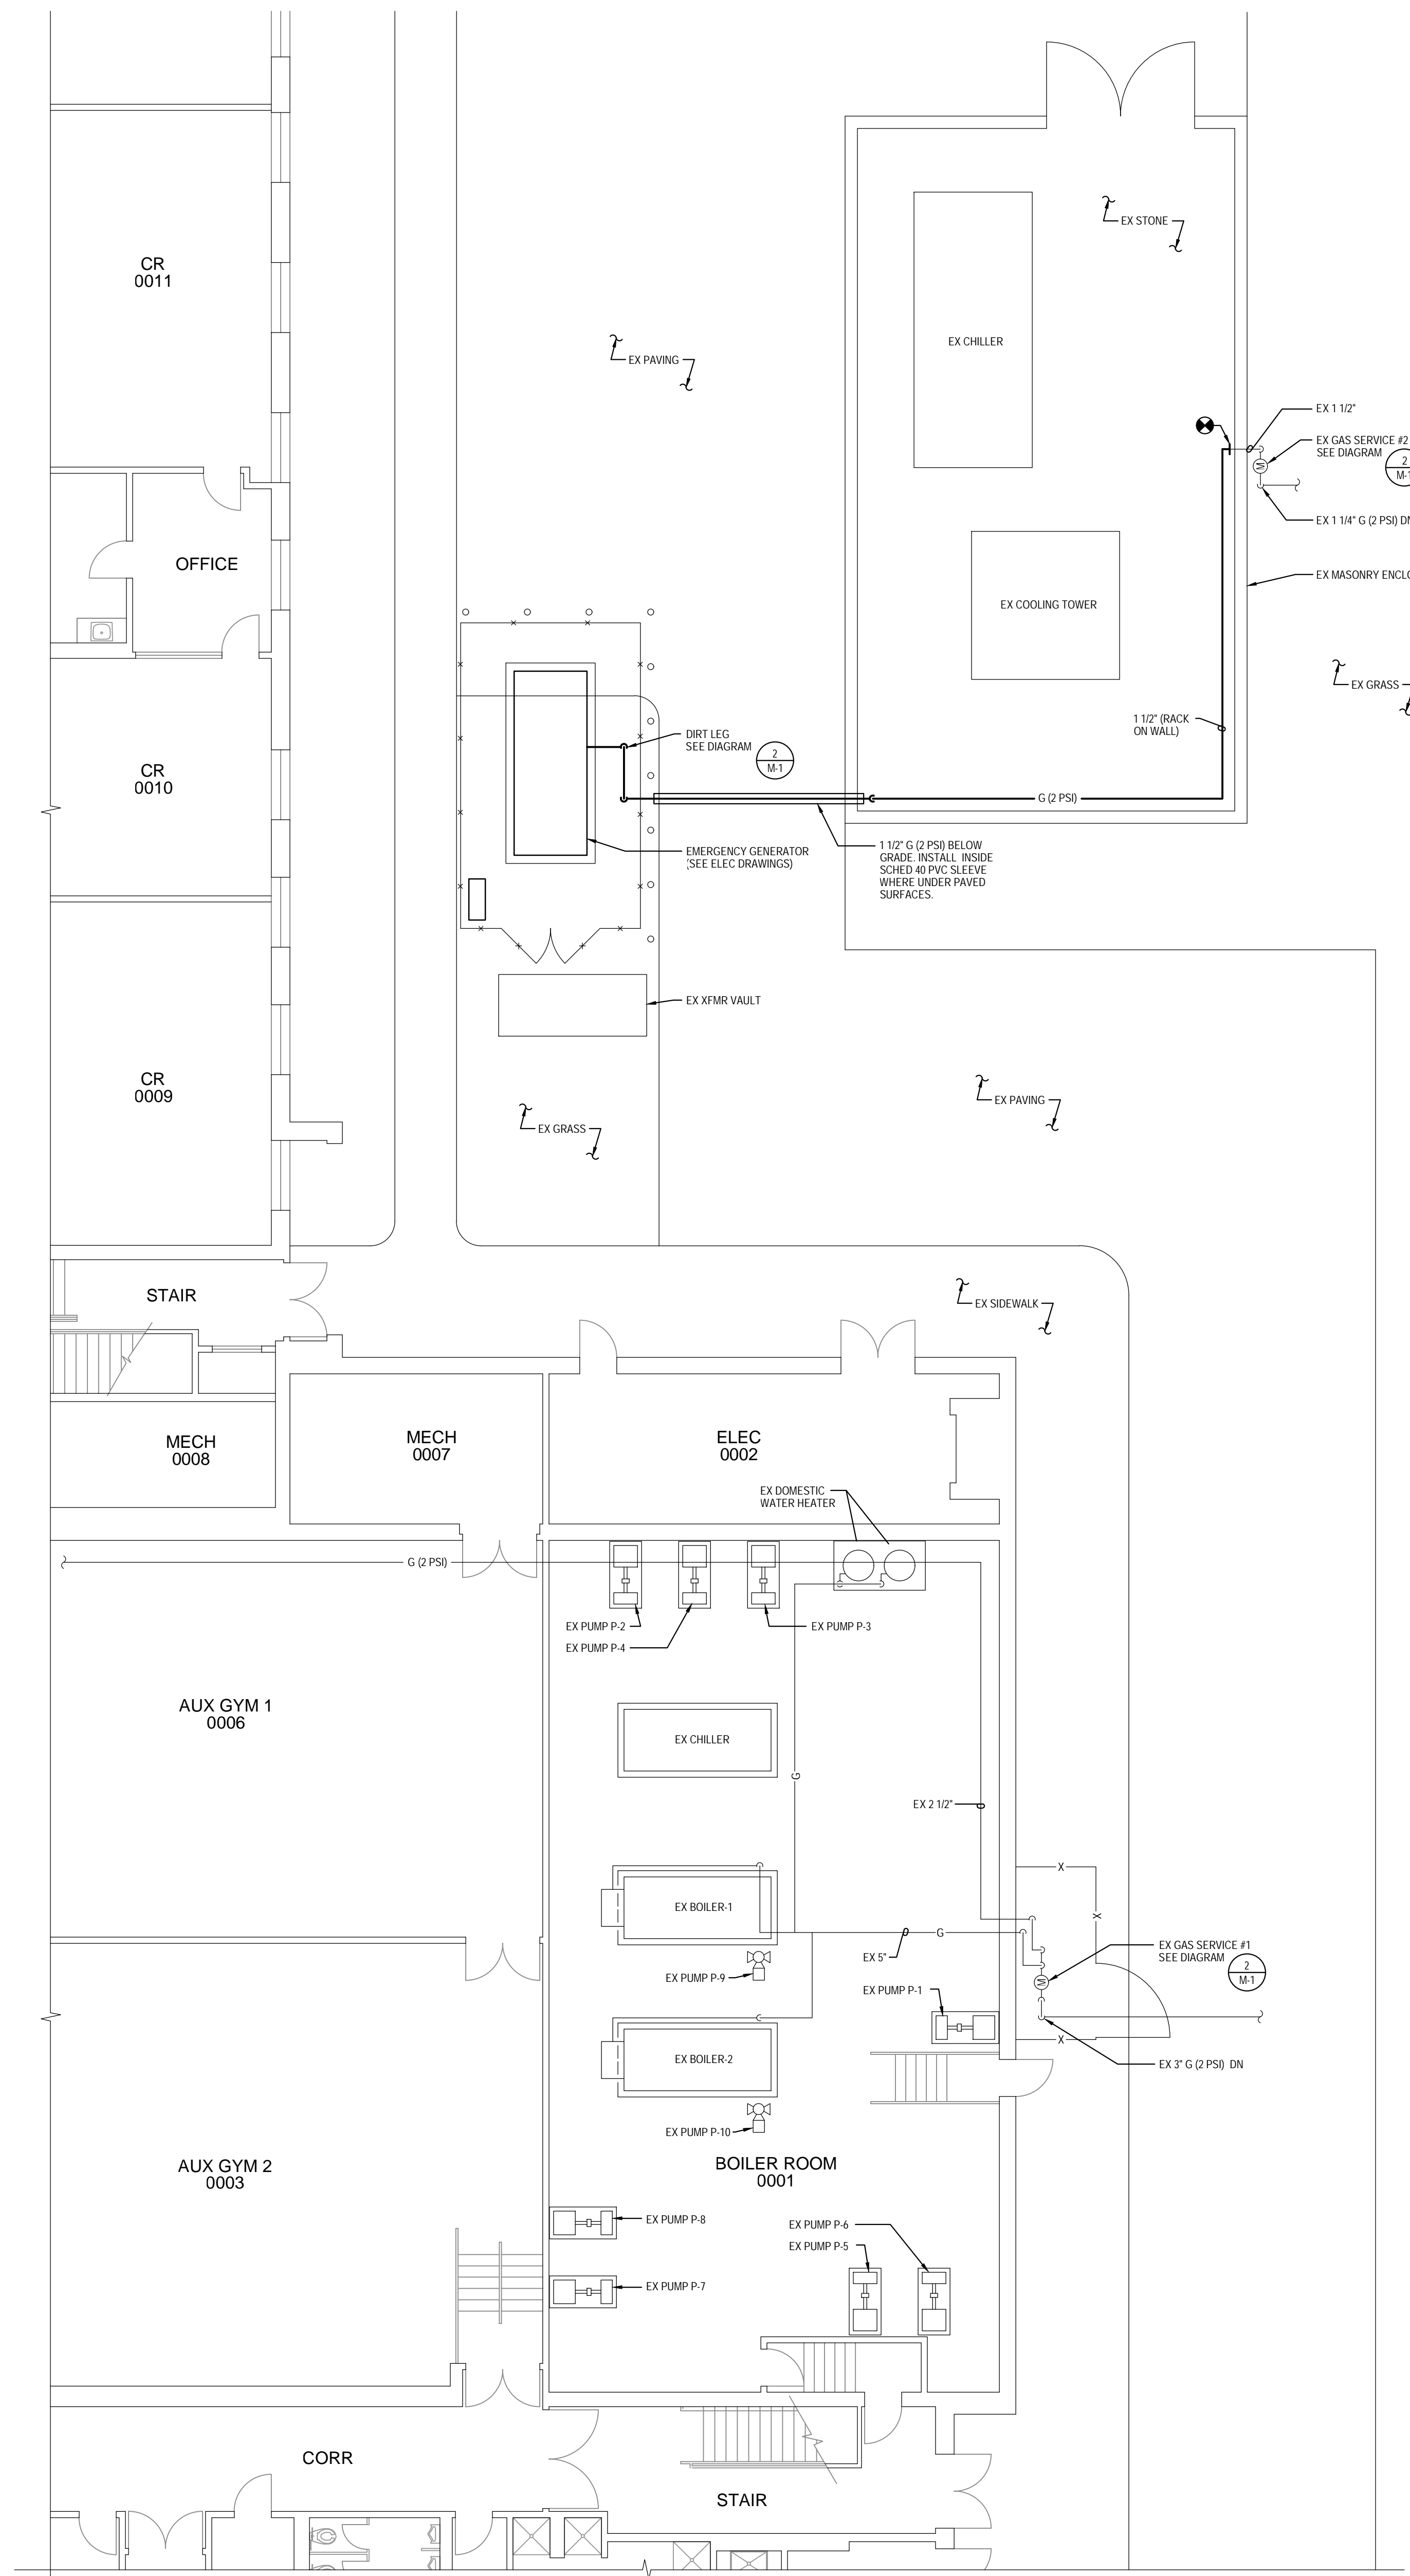 CR
0011
EX STONE
EX CHILLER
EX PAVING
EX 1 1/2"
EX GAS SERVICE #2
SEE DIAGRAM
2
M-1
M
EX 1 1/4" G (2 PSI)
EX MASONRY
OFFICE
EX COOLING TOWER
EX GRASS
1 1/2" (RACK
ON WALL)
DIRT LEG
SEE DIAGRAM
2
M-1
CR
0010
G (2 PSI)
EMERGENCY GENERATOR
(SEE ELEC DRAWINGS)
1 1/2" G (2 PSI) BELOW
GRADE. INSTALL INSIDE
SCHED 40 PVC SLEEVE
WHERE UNDER PAVED
SURFACES.
EX XFMR VAULT
CR
0009
EX PAVING
EX GRASS
STAIR
EX SIDEWALK
MECH
0008
MECH
0007
ELEC
0002
EX DOMESTIC
WATER HEATER
G (2 PSI)
EX PUMP P-2
EX PUMP P-4
EX PUMP P-3
AUX GYM 1
0006
EX CHILLER
G
EX 2 1/2"
X
EX BOILER-1
X
EX 5"
G
EX GAS SERVICE #1
SEE DIAGRAM
2
M-1
EX PUMP P-9
M
EX PUMP P-1
X
EX BOILER-2
EX 3" G (2 PSI) DN
EX PUMP P-10
BOILER ROOM
0001
AUX GYM 2
0003
EX PUMP P-8
EX PUMP P-6
EX PUMP P-5
EX PUMP P-7
CORR
STAIR